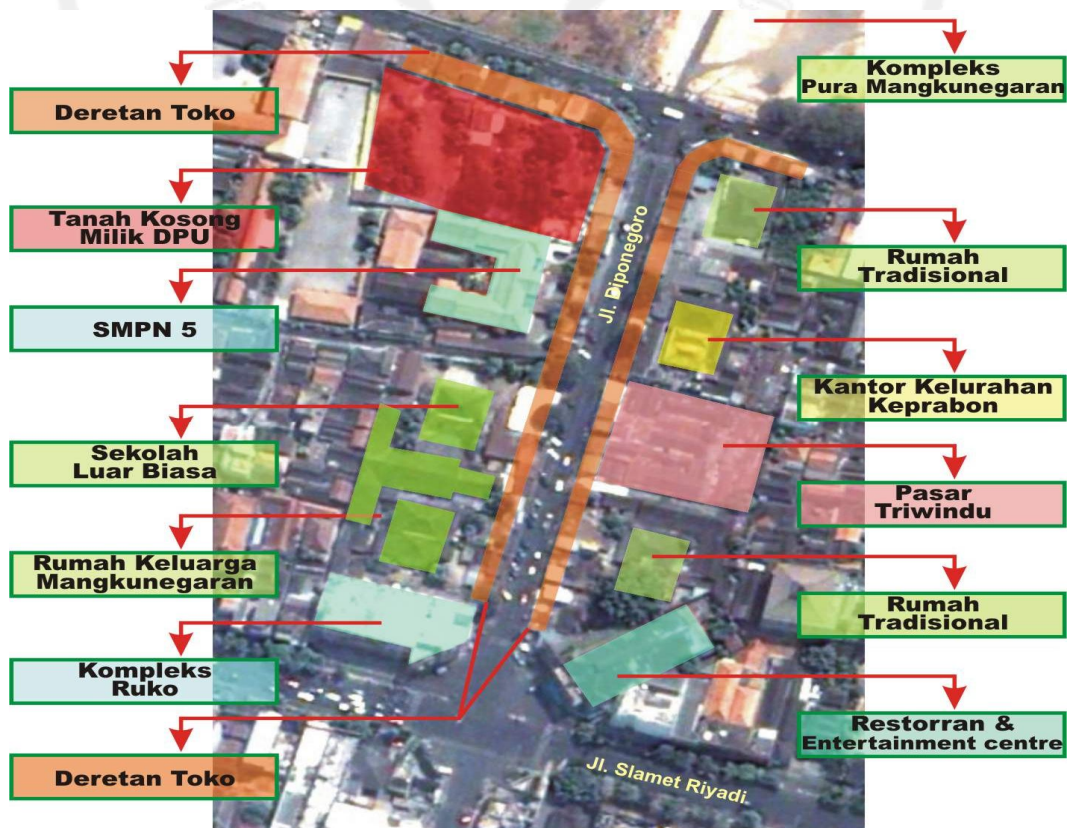 Deretan Toko
Tanah Kosong
Milik DPU
SMPN 5
Sekolah
Luar Biasa
Rumah Keluarga
Mangkunegaran
Kompleks
Ruko
Deretan Toko
Jl. Diponegoro
Jl. Slamet Riyadi
Kompleks
Pura Mangkunegaran
Rumah
Tradisional
Kantor Kelurahan
Keprabon
Pasar
Triwindu
Rumah
Tradisional
Restorran &
Entertainment centre